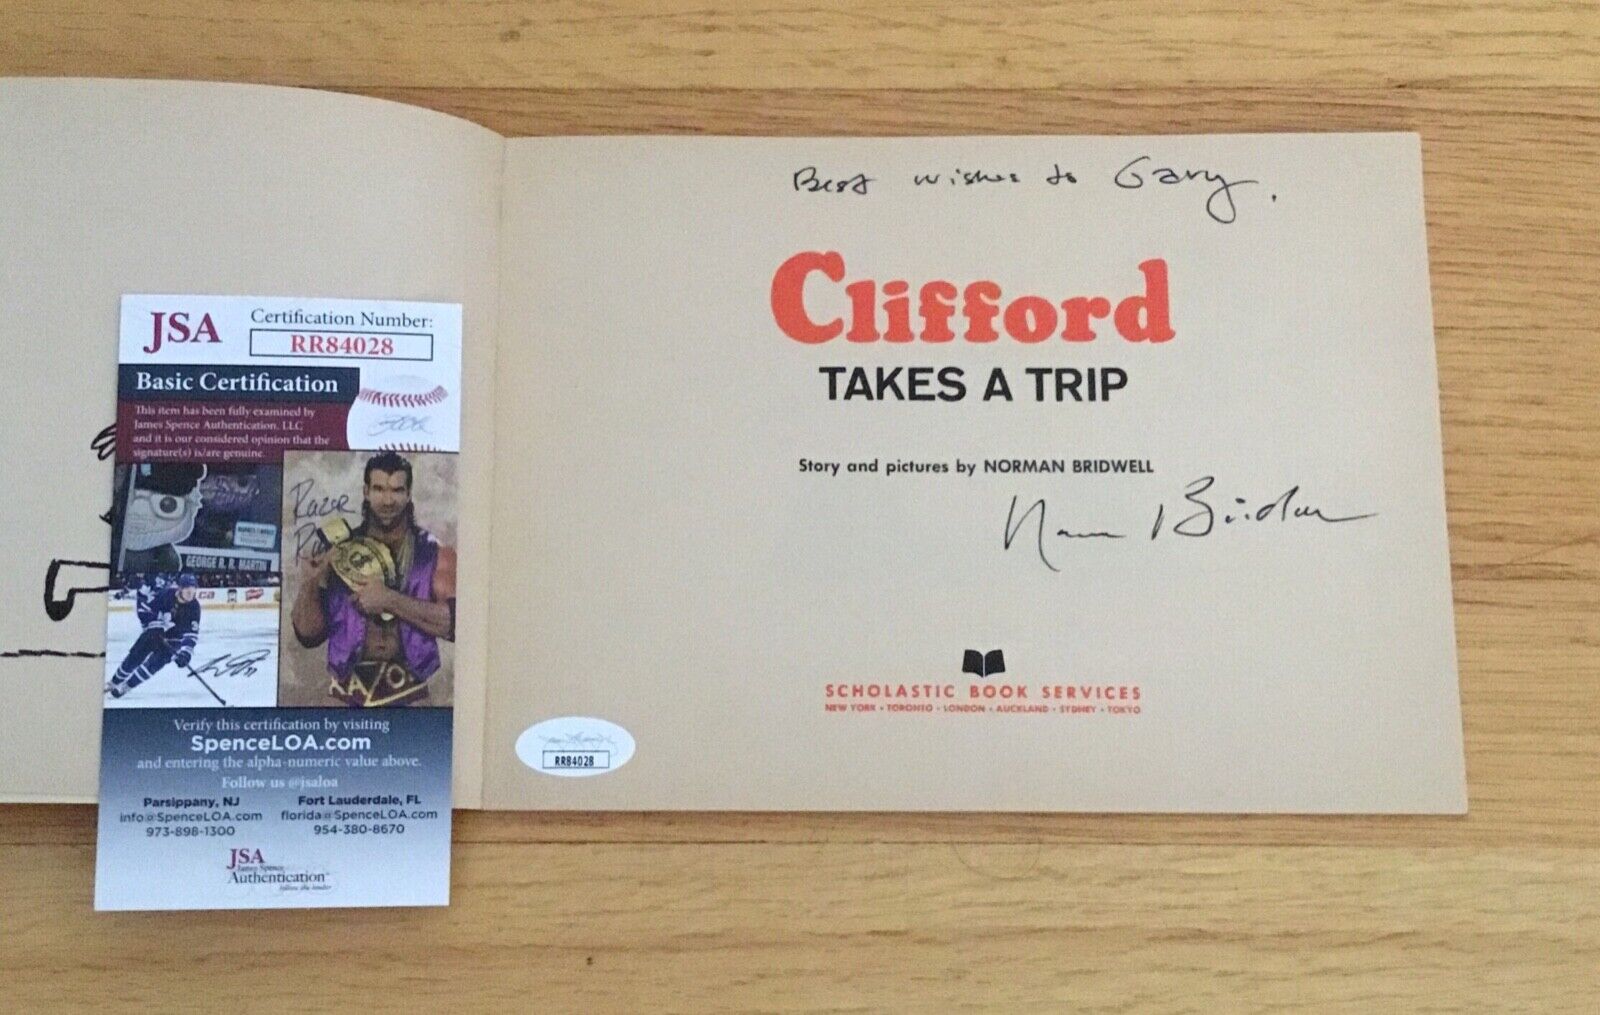 JSA
Certification Number:
RR84028
Basic Certification
This item has been fully examined by
James Spence Authentication, LLC
and it is our considered opinion that the
signature(s) is/are genuine.
Razor
GEORGE R. R. MARTIN
Verify this certification by visiting
SpenceLOA.com
and entering the alpha-numeric value above.
Follow us @jsaloa
Parsippany, NJ
info@SpenceLOA.com
973-898-1300
Fort Lauderdale, FL
florida@SpenceLOA.com
954-380-8670
JSA
James Spence
Authentication
Best wishes to Gary.
Clifford
TAKES A TRIP
Story and pictures by NORMAN BRIDWELL
Norman Bridwell
SCHOLASTIC BOOK SERVICES
NEW YORK • TORONTO • LONDON • AUCKLAND • SYDNEY • TOKYO
RR84028